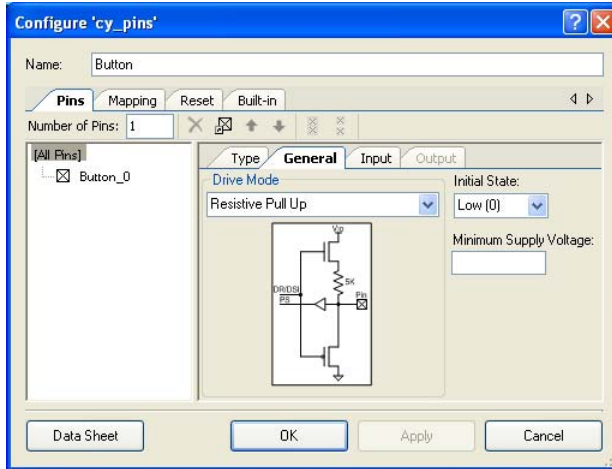 Configure 'cy_pins'
Name: Button
Pins Mapping Reset Built-in
Number of Pins: 1
[All Pins]
Button_0
Type General Input Output
Drive Mode
Resistive Pull Up
Initial State:
Low (0)
Minimum Supply Voltage:
Vio
5K
DR/DSI
PS
Pin
Data Sheet OK Apply Cancel